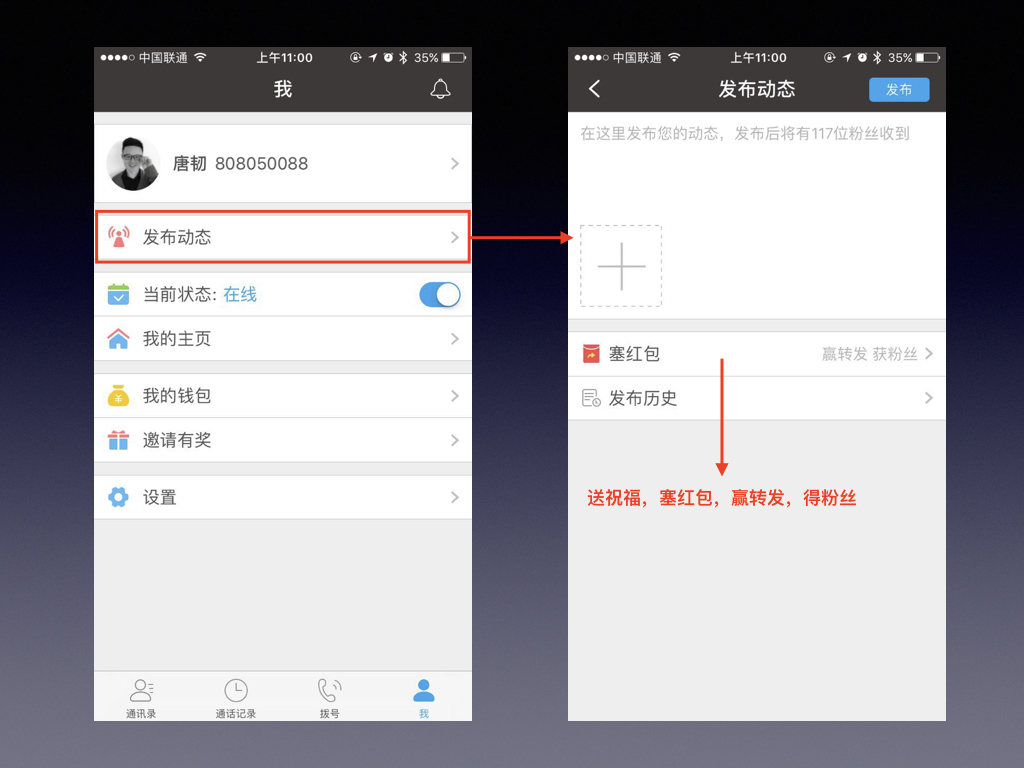 中国联通 上午11:00 35%
我
唐韧 808050088
发布动态
当前状态: 在线
我的主页
我的钱包
邀请有奖
设置
通讯录 通话记录 拨号 我
中国联通 上午11:00 35%
发布动态 发布
在这里发布您的动态，发布后将有117位粉丝收到
塞红包 赢转发 获粉丝
发布历史
送祝福，塞红包，赢转发，得粉丝